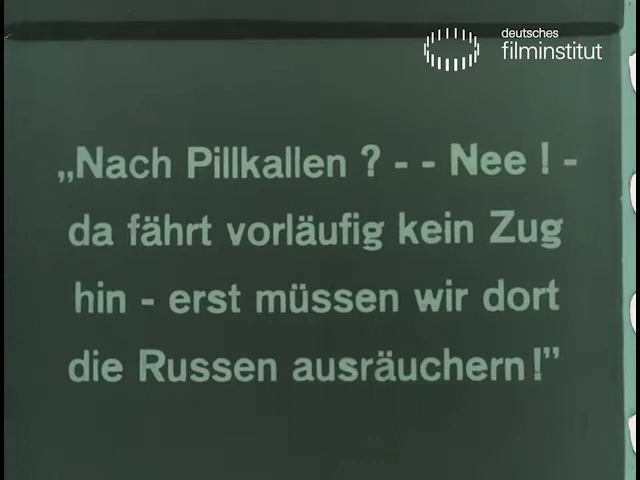 deutsches
filminstitut
„Nach Pillkallen ? - - Nee ! -
da fährt vorläufig kein Zug
hin - erst müssen wir dort
die Russen ausräuchern !”